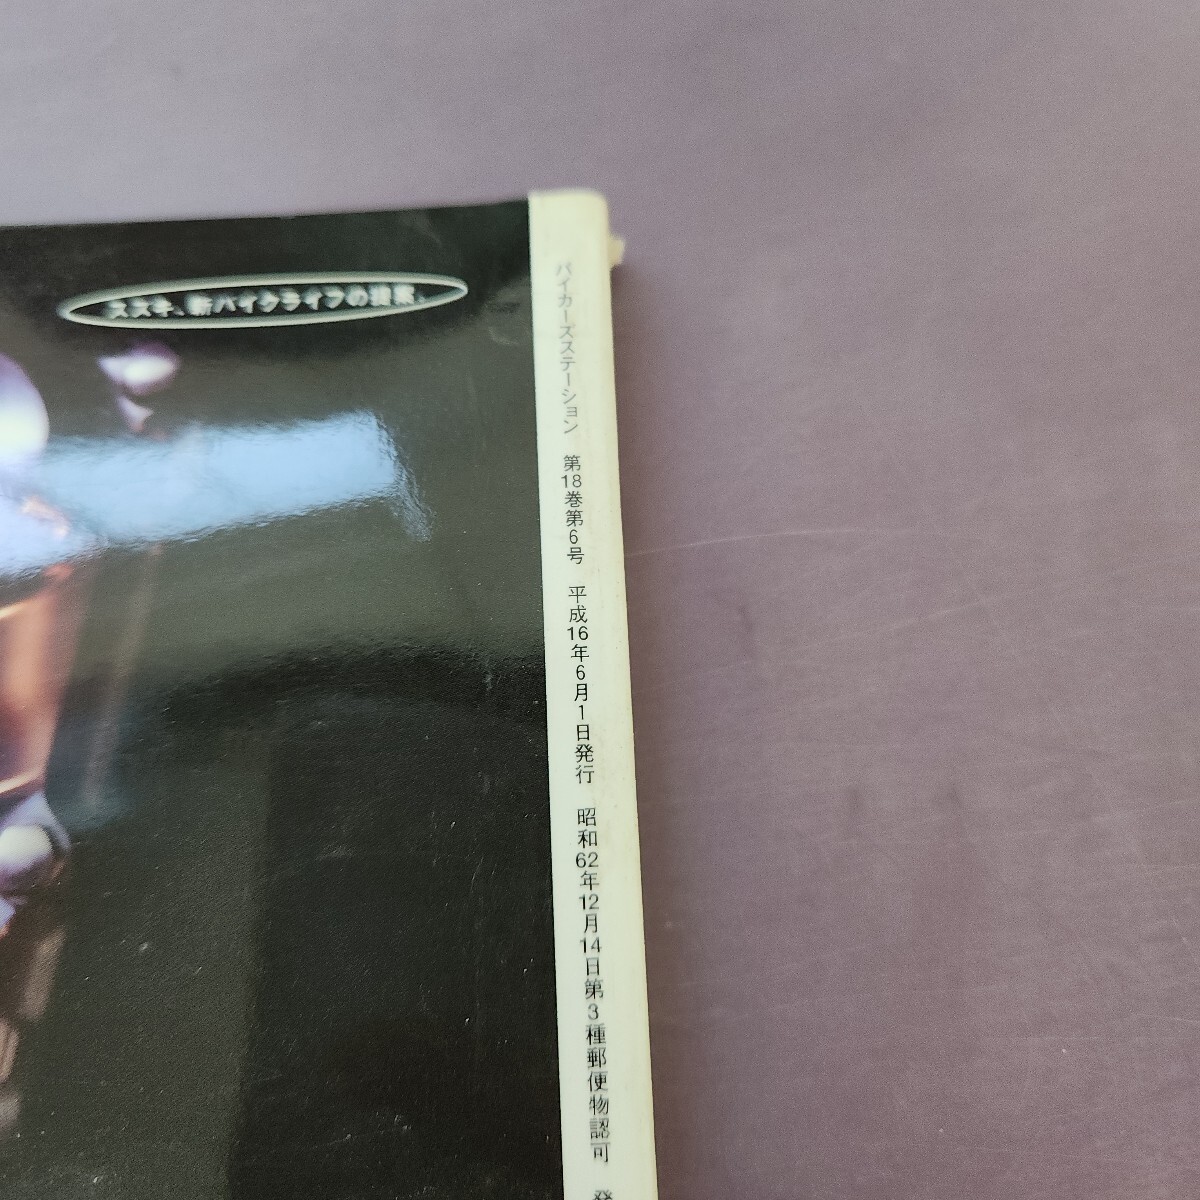 スズキ、新バイクライフの提案。
バイカーズステーション　第18巻第6号　平成16年6月1日発行　昭和62年12月14日第3種郵便物認可　発